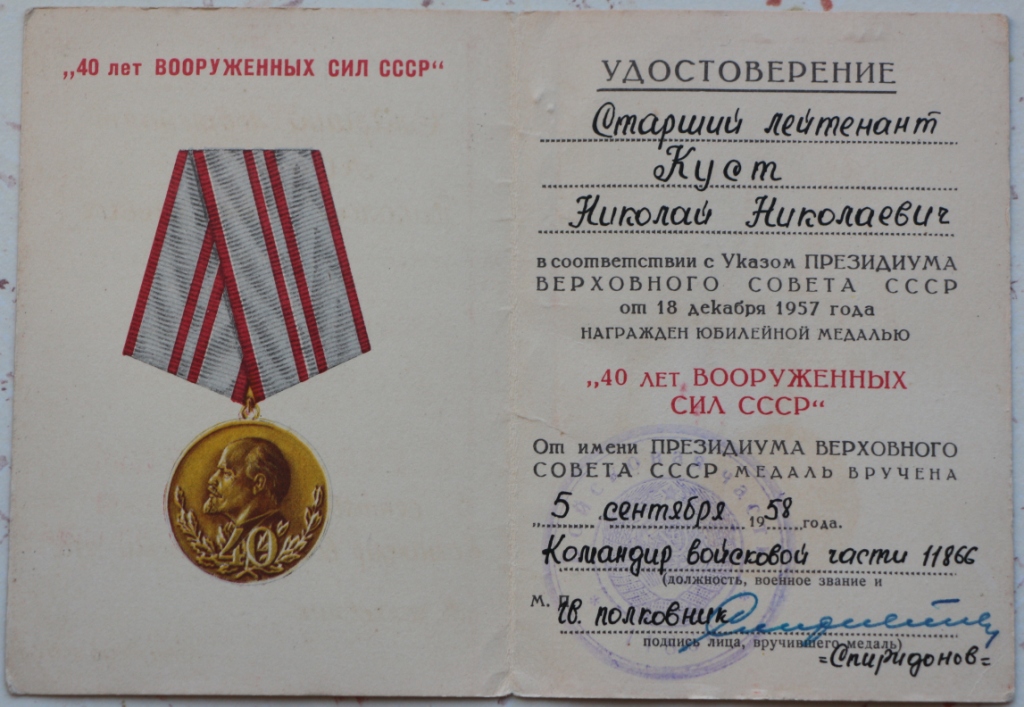 „40 лет ВООРУЖЕННЫХ СИЛ СССР“
40
УДОСТОВЕРЕНИЕ
Старший лейтенант
Куст
Николай Николаевич
в соответствии с Указом ПРЕЗИДИУМА
ВЕРХОВНОГО СОВЕТА СССР
от 18 декабря 1957 года
НАГРАЖДЕН ЮБИЛЕЙНОЙ МЕДАЛЬЮ
„40 ЛЕТ ВООРУЖЕННЫХ
СИЛ СССР“
От имени ПРЕЗИДИУМА ВЕРХОВНОГО
СОВЕТА СССР МЕДАЛЬ ВРУЧЕНА
„5 сентября 1958 года.
Командир войсковой части 11866
(должность, военное звание и
М. П.
гв. полковник
подпись лица, вручившего медаль)
=Спиридонов=